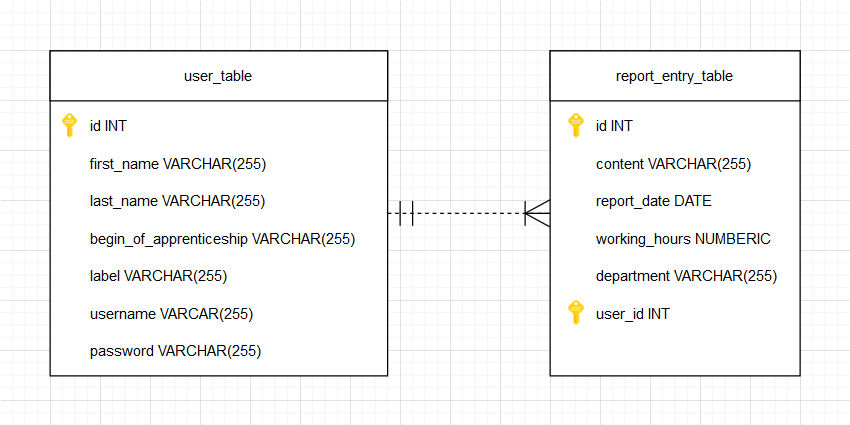 user_table
id INT
first_name VARCHAR(255)
last_name VARCHAR(255)
begin_of_apprenticeship VARCHAR(255)
label VARCHAR(255)
username VARCAR(255)
password VARCHAR(255)
report_entry_table
id INT
content VARCHAR(255)
report_date DATE
working_hours NUMBERIC
department VARCHAR(255)
user_id INT